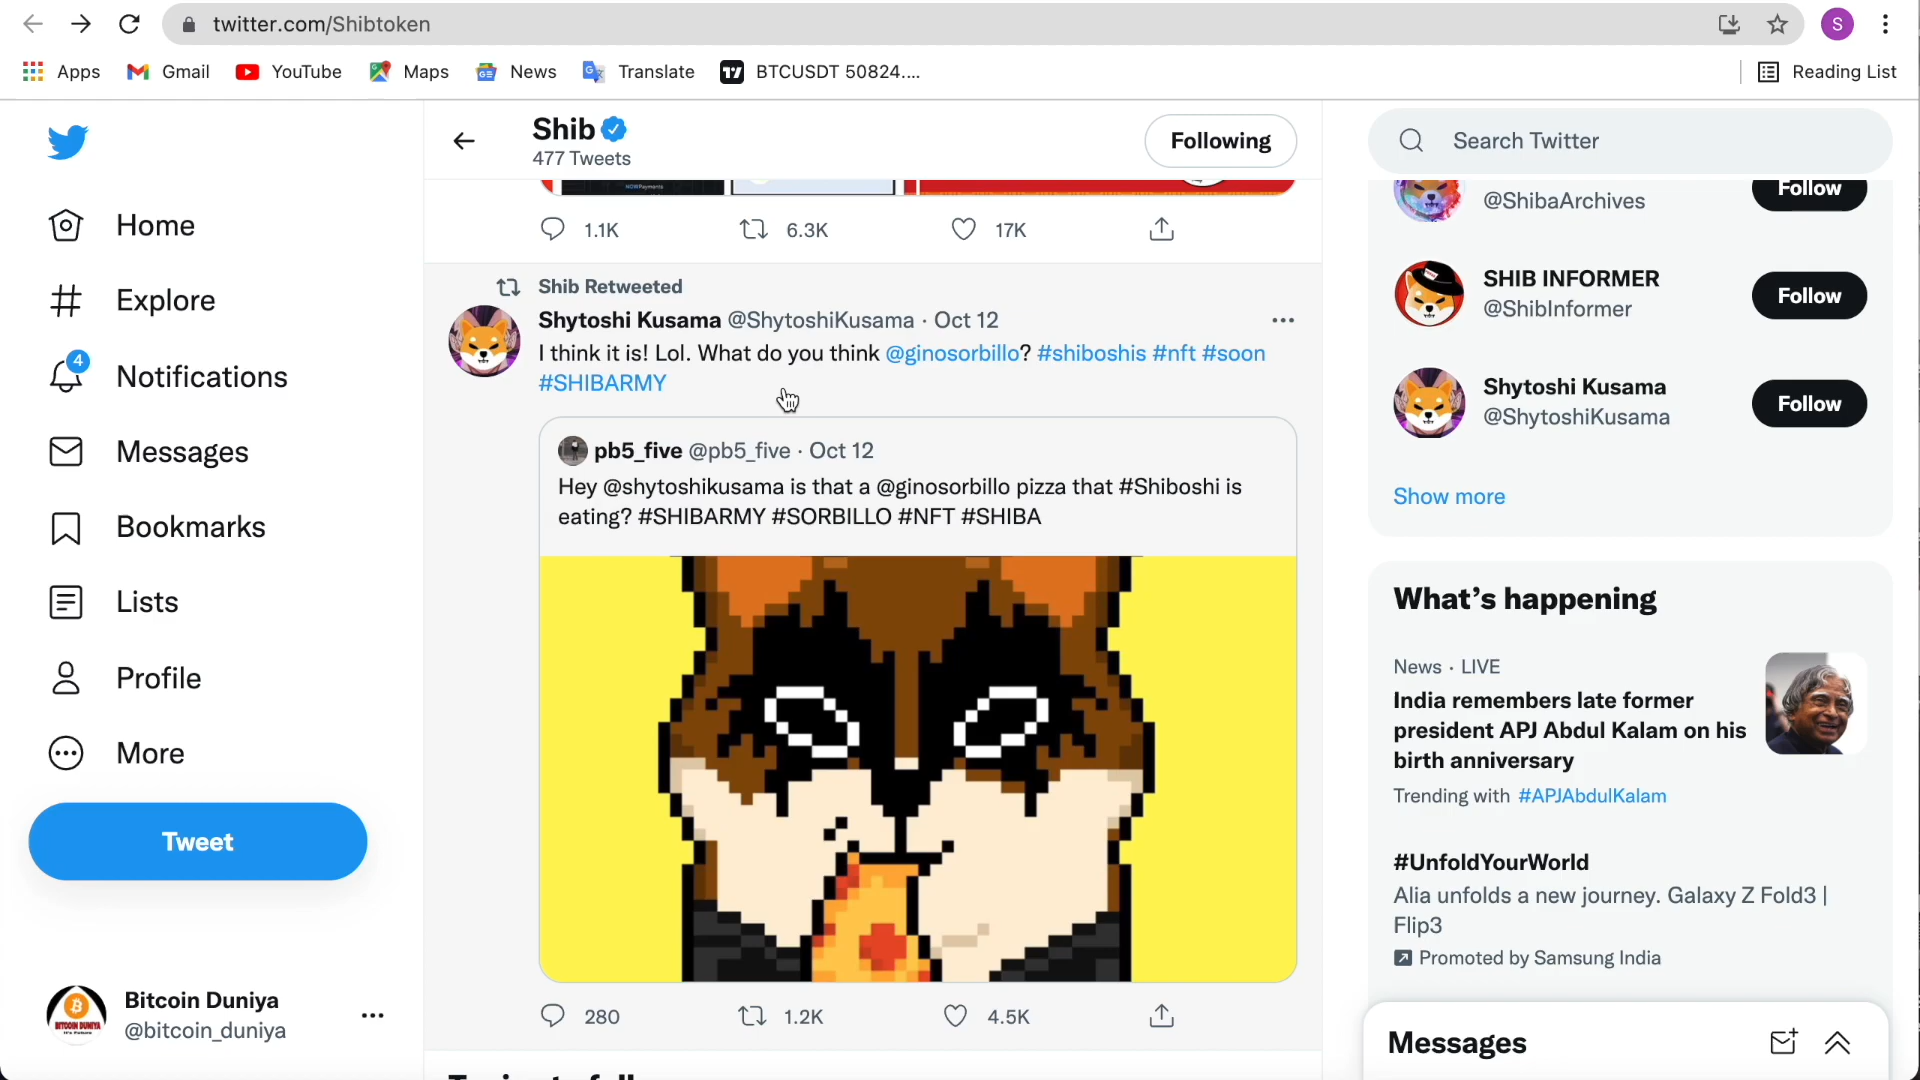 twitter.com/Shibtoken
S
Apps
Gmail
YouTube
Maps
News
Translate
BTCUSDT 50824....
Reading List
Home
Explore
4
Notifications
Messages
Bookmarks
Lists
Profile
More
Tweet
Bitcoin Duniya
@bitcoin_duniya
Shib
477 Tweets
Following
NOWPayments
1.1K
6.3K
17K
Shib Retweeted
Shytoshi Kusama @ShytoshiKusama · Oct 12
I think it is! Lol. What do you think @ginosorbillo? #shiboshis #nft #soon
#SHIBARMY
pb5_five @pb5_five · Oct 12
Hey @shytoshikusama is that a @ginosorbillo pizza that #Shiboshi is
eating? #SHIBARMY #SORBILLO #NFT #SHIBA
280
1.2K
4.5K
Search Twitter
@ShibaArchives
Follow
SHIB INFORMER
@ShibInformer
Follow
Shytoshi Kusama
@ShytoshiKusama
Follow
Show more
What's happening
News · LIVE
India remembers late former
president APJ Abdul Kalam on his
birth anniversary
Trending with #APJAbdulKalam
#UnfoldYourWorld
Alia unfolds a new journey. Galaxy Z Fold3 |
Flip3
Promoted by Samsung India
Messages